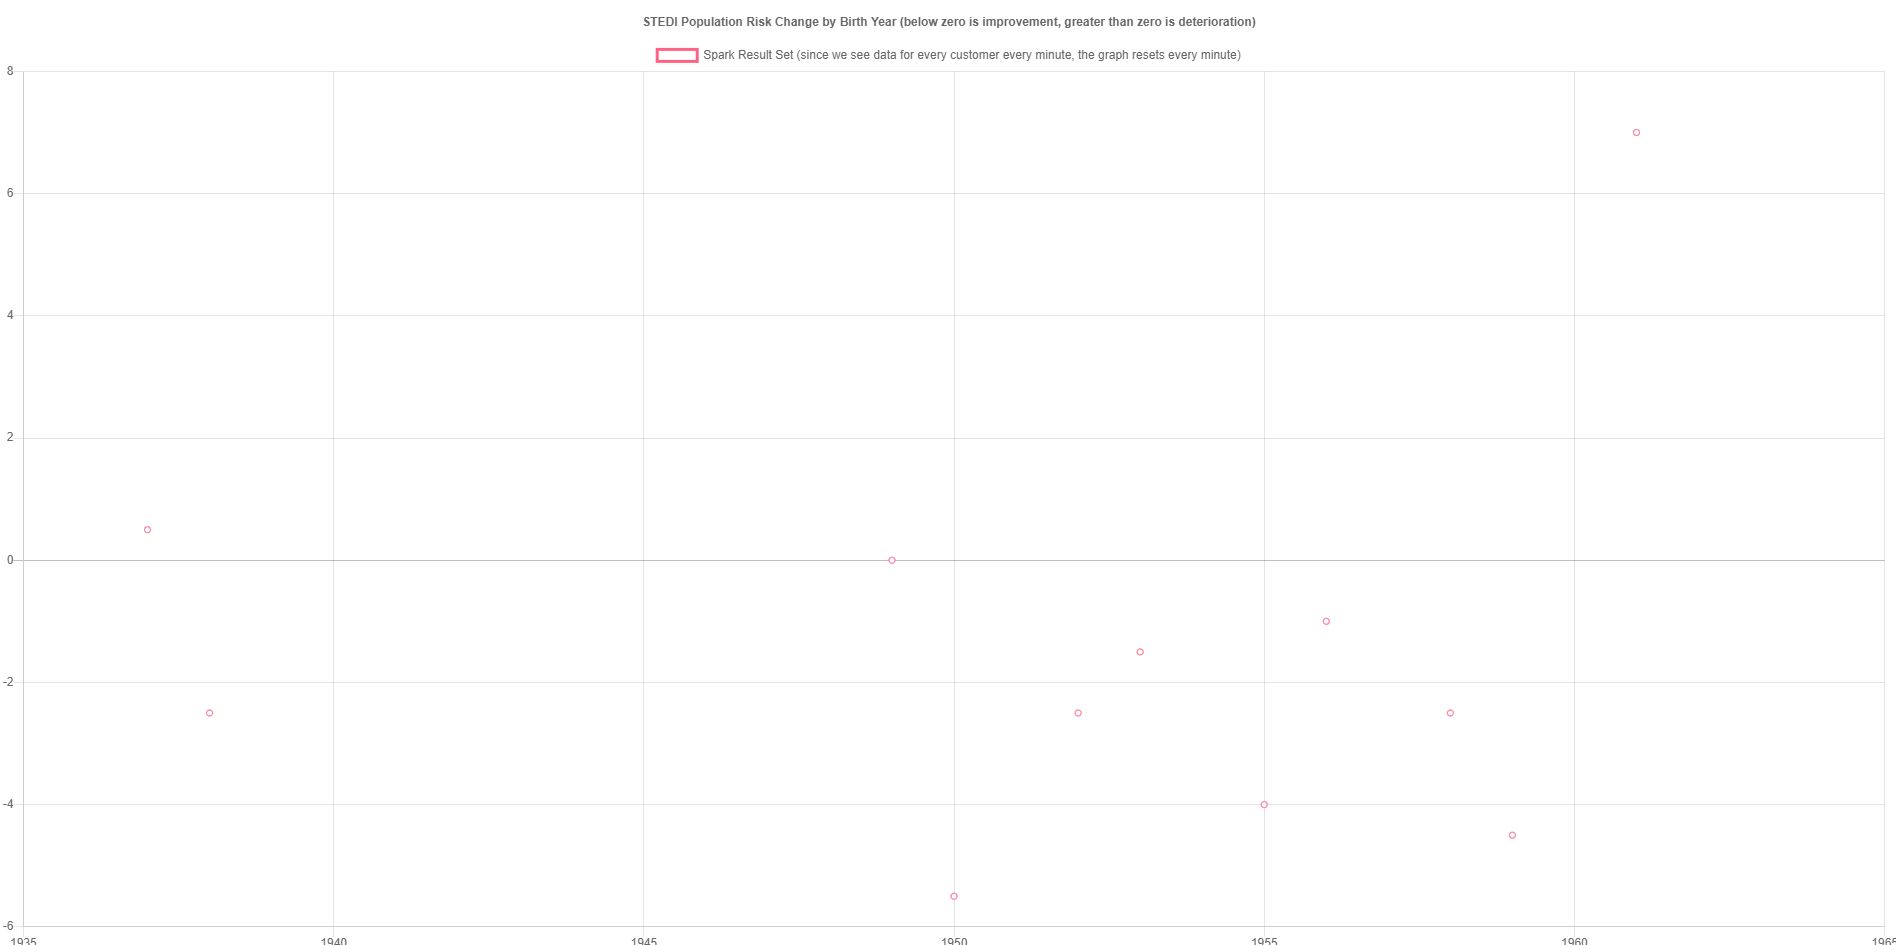 STEDI Population Risk Change by Birth Year (below zero is improvement, greater than zero is deterioration)
Spark Result Set (since we see data for every customer every minute, the graph resets every minute)
8
6
4
2
0
-2
-4
-6
1935 1940 1945 1950 1955 1960 1965